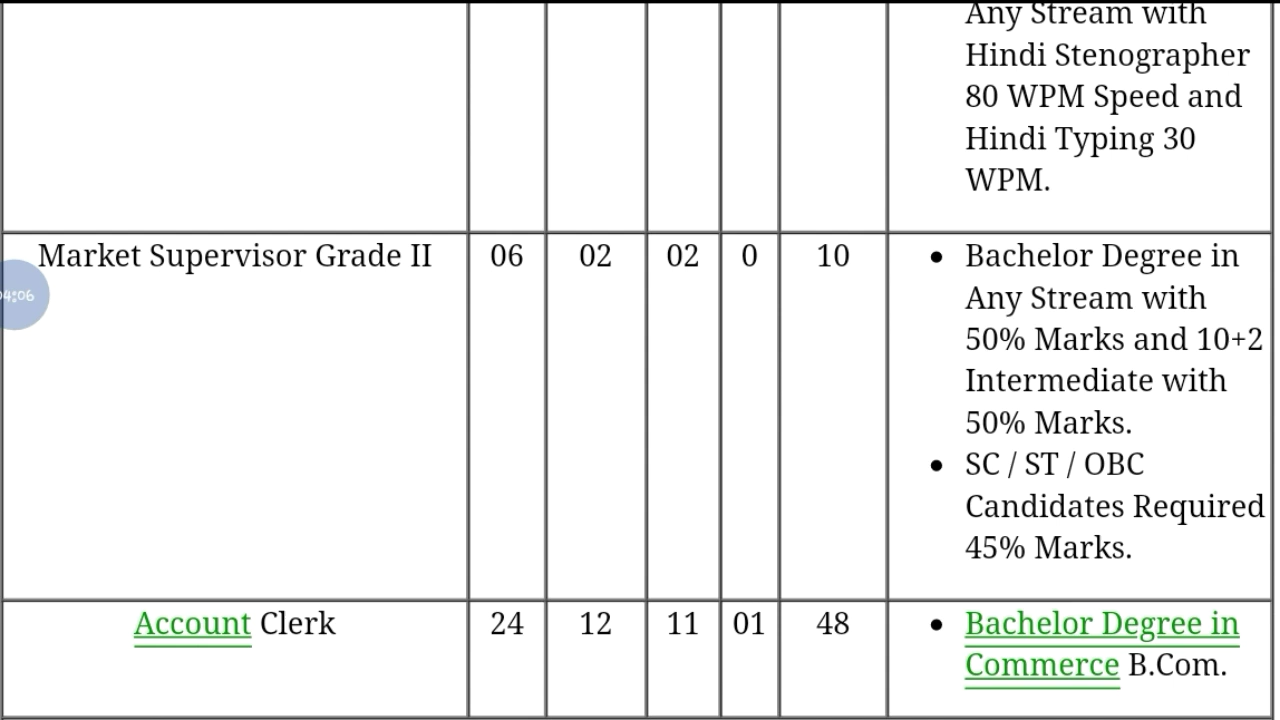 Any Stream with
Hindi Stenographer
80 WPM Speed and
Hindi Typing 30
WPM.
Market Supervisor Grade II 06 02 02 0 10
• Bachelor Degree in
Any Stream with
50% Marks and 10+2
Intermediate with
50% Marks.
• SC / ST / OBC
Candidates Required
45% Marks.
04:06
Account Clerk 24 12 11 01 48
• Bachelor Degree in
Commerce B.Com.